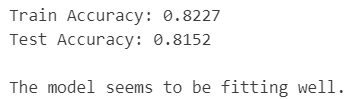 Train Accuracy: 0.8227
Test Accuracy: 0.8152
The model seems to be fitting well.